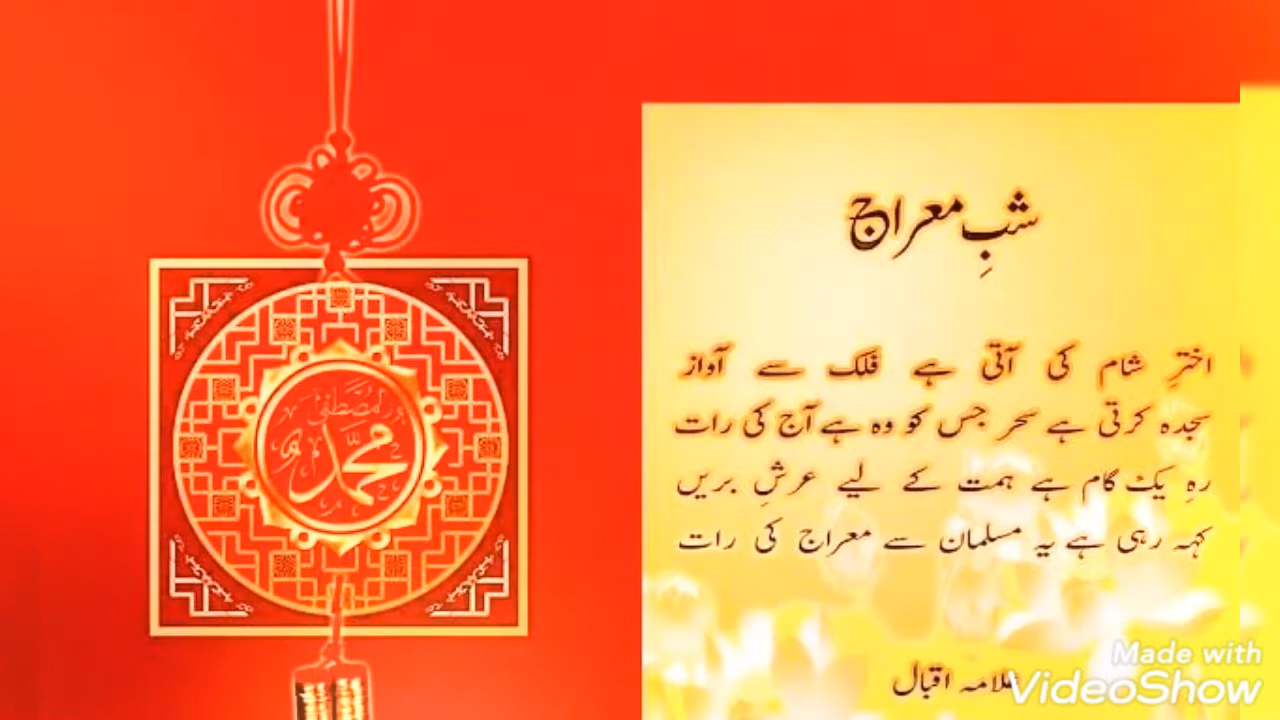 شبِ معراج
اخترِ شام کی آتی ہے فلک سے آواز
سجدہ کرتی ہے سحر جس کو وہ ہے آج کی رات
رہِ یک گام ہے ہمت کے لیے عرشِ بریں
کہہ رہی ہے یہ مسلمان سے معراج کی رات
علامہ اقبال
محمد
Made with
VideoShow